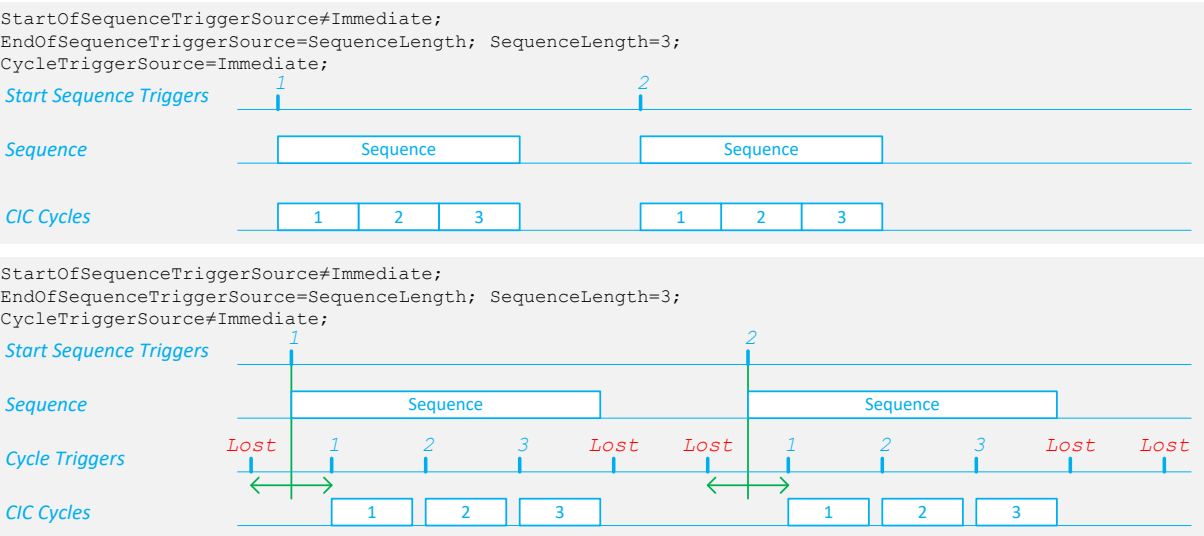 StartOfSequenceTriggerSource≠Immediate;
EndOfSequenceTriggerSource=SequenceLength; SequenceLength=3;
CycleTriggerSource=Immediate;
1 2
Start Sequence Triggers
Sequence Sequence Sequence
CIC Cycles 1 2 3 1 2 3
StartOfSequenceTriggerSource≠Immediate;
EndOfSequenceTriggerSource=SequenceLength; SequenceLength=3;
CycleTriggerSource≠Immediate;
1 2
Start Sequence Triggers
Sequence Sequence Sequence
Lost 1 2 3 Lost Lost 1 2 3 Lost Lost
Cycle Triggers
CIC Cycles 1 2 3 1 2 3